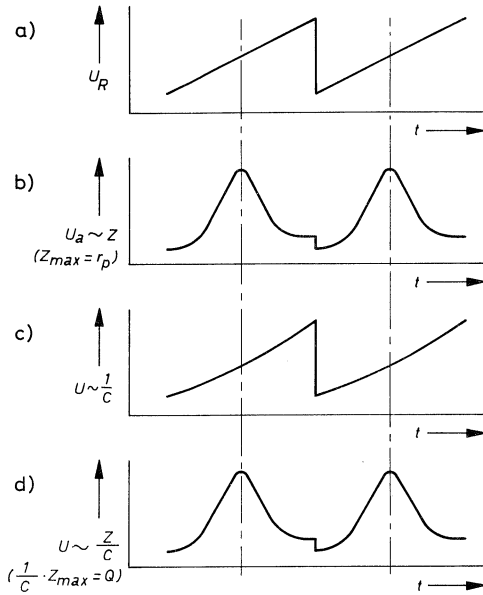 a)
U_R
t
b)
U_a ~ Z
(Z_max = r_p)
t
c)
U ~ 1/C
t
d)
U ~ Z/C
(1/C · Z_max = Q)
t